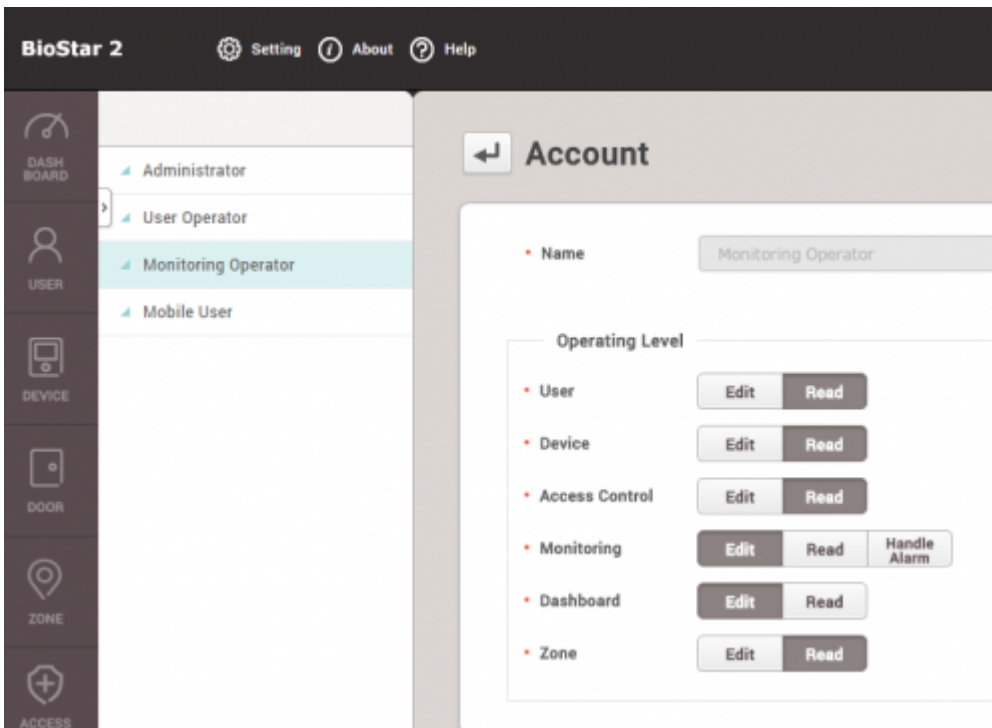 BioStar 2
Setting
About
Help
DASH
BOARD
USER
DEVICE
DOOR
ZONE
ACCESS
Administrator
User Operator
Monitoring Operator
Mobile User
Account
• Name
Monitoring Operator
Operating Level
• User
Edit
Read
• Device
Edit
Read
• Access Control
Edit
Read
• Monitoring
Edit
Read
Handle
Alarm
• Dashboard
Edit
Read
• Zone
Edit
Read